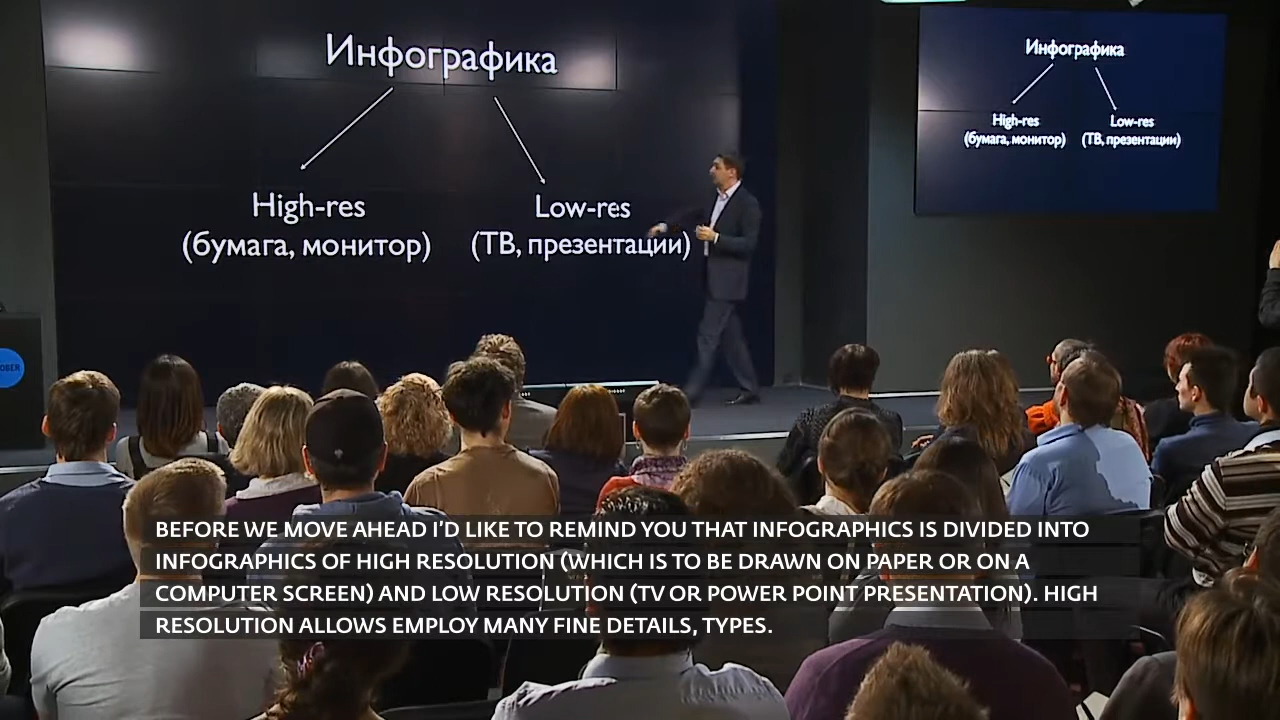 Инфографика
High-res
(бумага, монитор)
Low-res
(ТВ, презентации)
Инфографика
High-res
(бумага, монитор)
Low-res
(ТВ, презентации)
BEFORE WE MOVE AHEAD I'D LIKE TO REMIND YOU THAT INFOGRAPHICS IS DIVIDED INTO
INFOGRAPHICS OF HIGH RESOLUTION (WHICH IS TO BE DRAWN ON PAPER OR ON A
COMPUTER SCREEN) AND LOW RESOLUTION (TV OR POWER POINT PRESENTATION). HIGH
RESOLUTION ALLOWS EMPLOY MANY FINE DETAILS, TYPES.